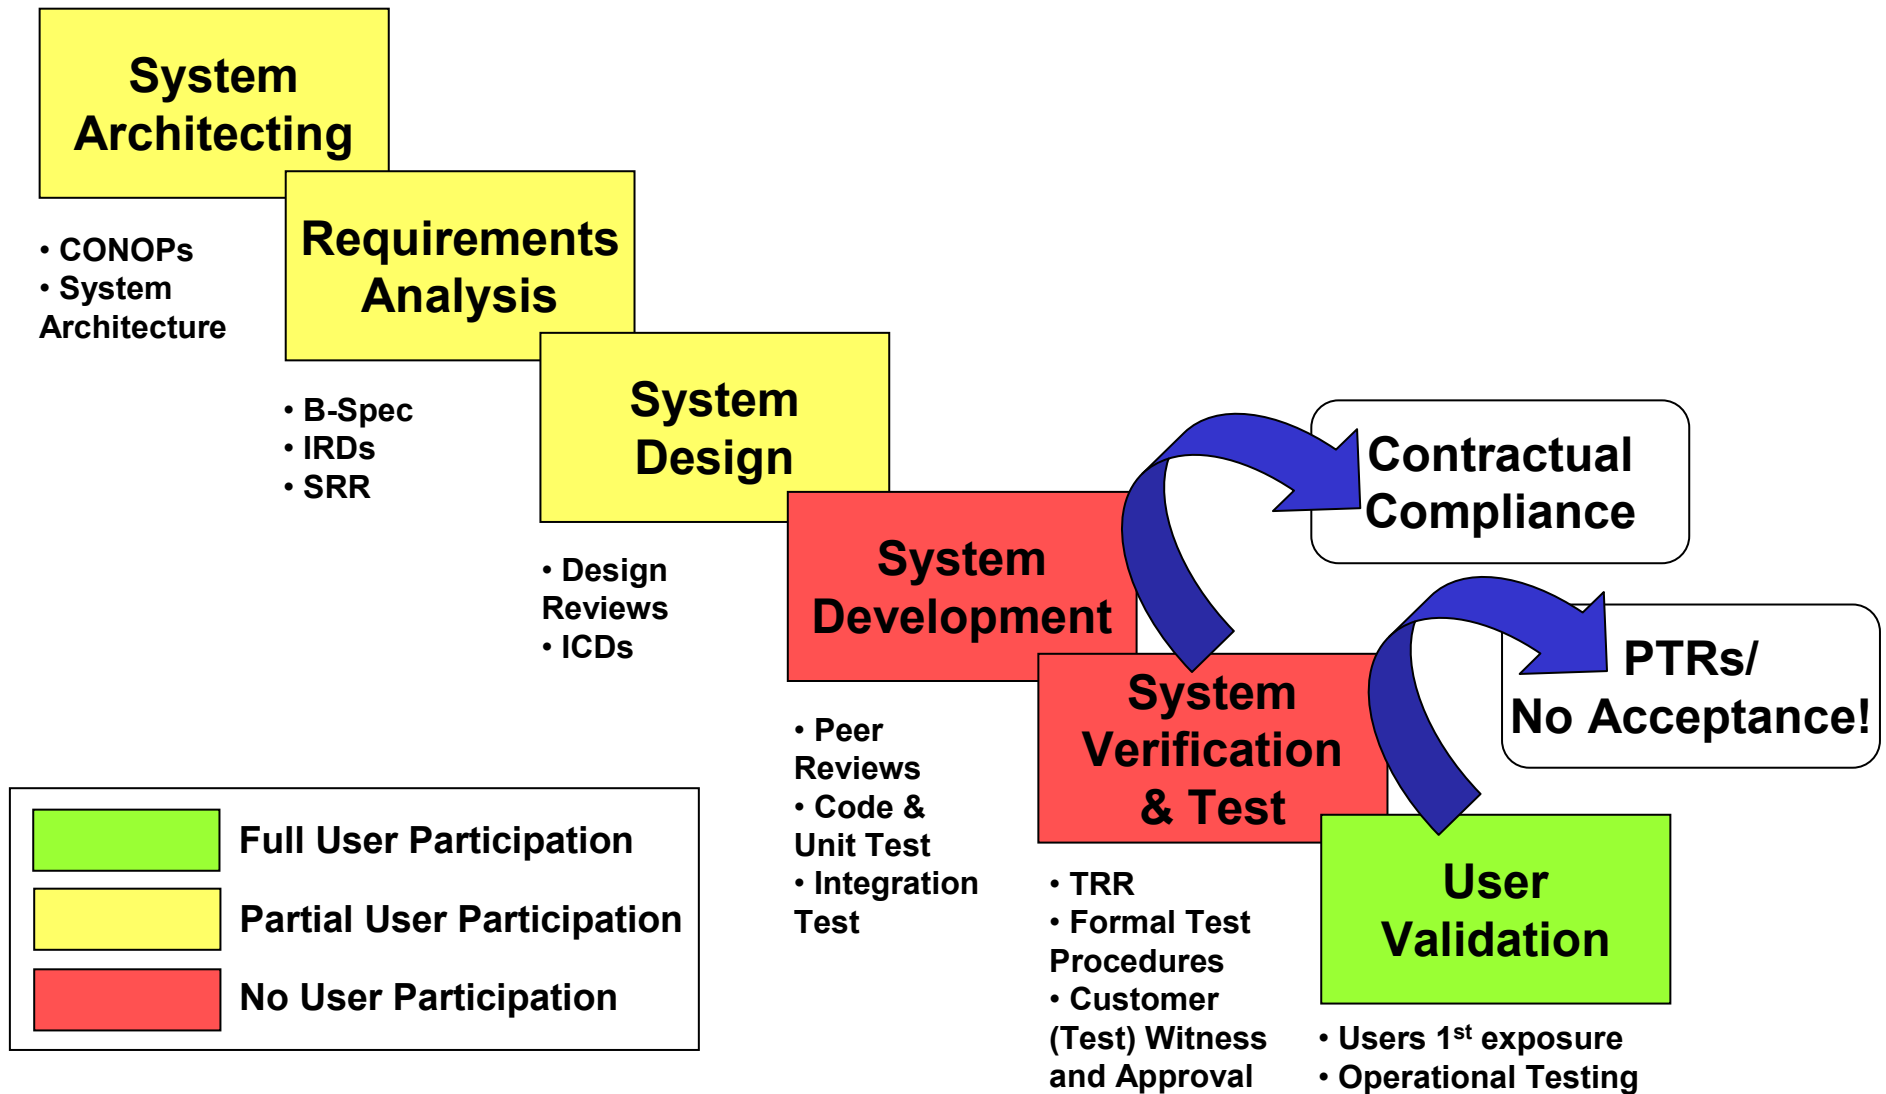 System
Architecting
• CONOPs
• System
Architecture
Requirements
Analysis
• B-Spec
• IRDs
• SRR
System
Design
• Design
Reviews
• ICDs
System
Development
• Peer
Reviews
• Code &
Unit Test
• Integration
Test
System
Verification
& Test
• TRR
• Formal Test
Procedures
• Customer
(Test) Witness
and Approval
User
Validation
• Users 1st exposure
• Operational Testing
Contractual
Compliance
PTRs/
No Acceptance!
Full User Participation
Partial User Participation
No User Participation